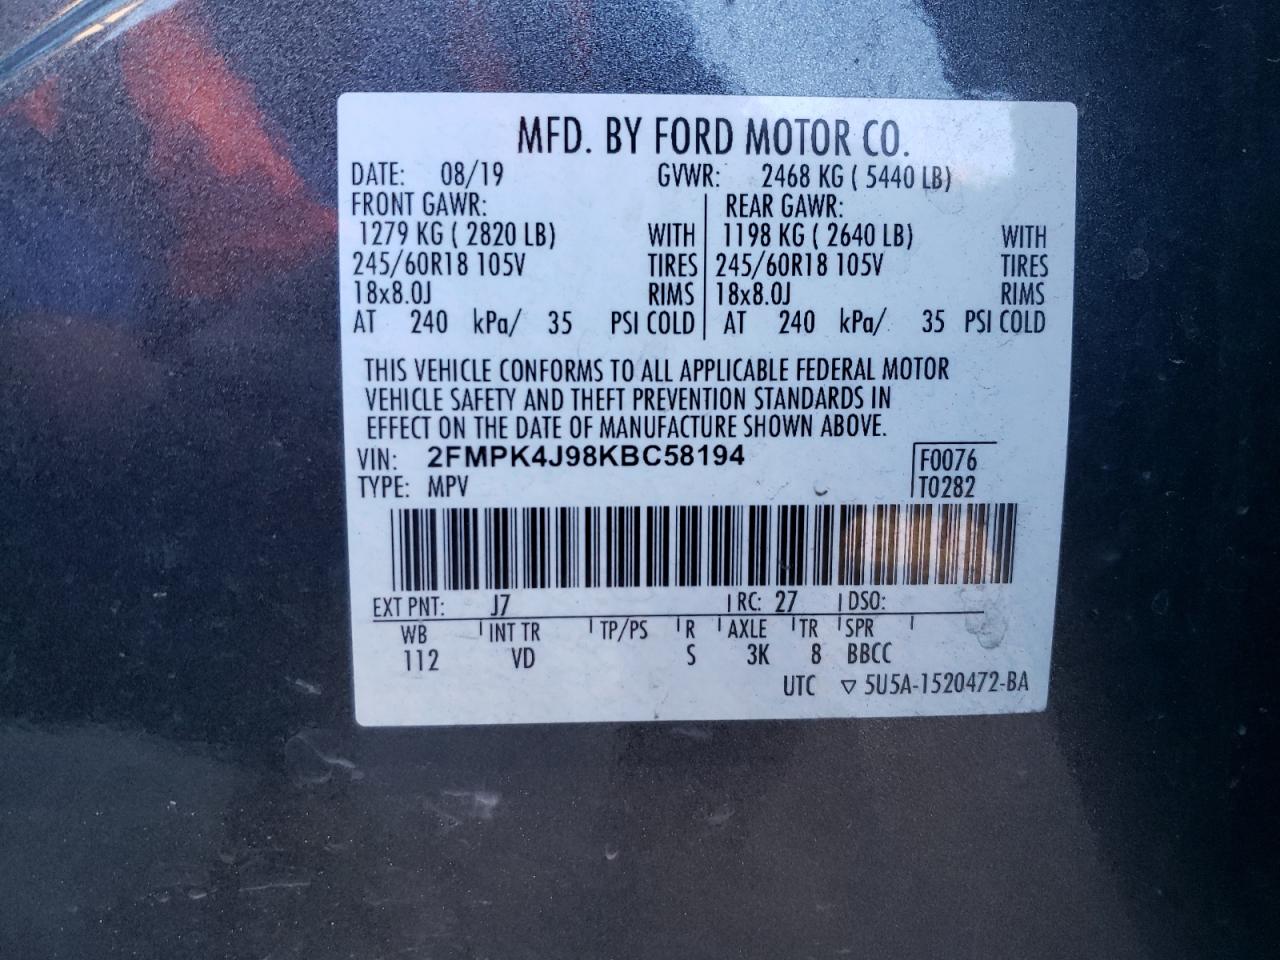 MFD. BY FORD MOTOR CO.
DATE: 08/19 GVWR: 2468 KG ( 5440 LB)
FRONT GAWR: REAR GAWR:
1279 KG ( 2820 LB) WITH 1198 KG ( 2640 LB) WITH
245/60R18 105V TIRES 245/60R18 105V TIRES
18x8.0J RIMS 18x8.0J RIMS
AT 240 kPa/ 35 PSI COLD AT 240 kPa/ 35 PSI COLD
THIS VEHICLE CONFORMS TO ALL APPLICABLE FEDERAL MOTOR
VEHICLE SAFETY AND THEFT PREVENTION STANDARDS IN
EFFECT ON THE DATE OF MANUFACTURE SHOWN ABOVE.
VIN: 2FMPK4J98KBC58194 F0076
TYPE: MPV T0282
EXT PNT: J7 RC: 27 DSO:
WB INT TR TP/PS R AXLE TR SPR
112 VD S 3K 8 BBCC
UTC ▽ 5U5A-1520472-BA